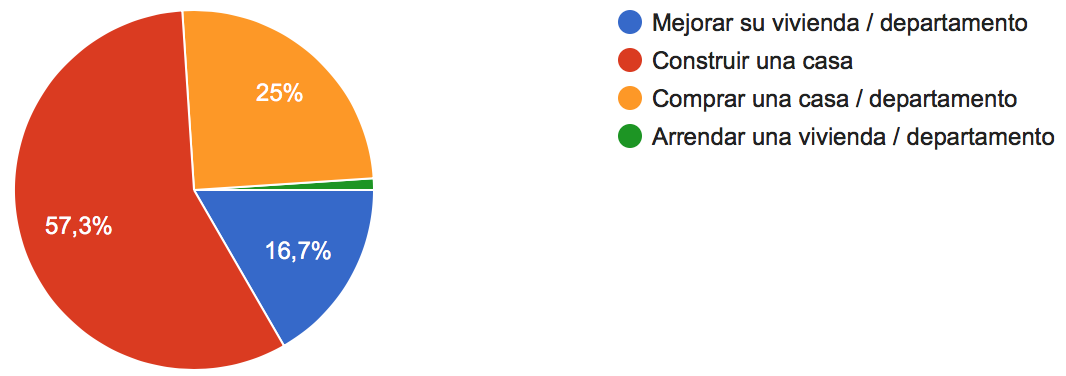 25%
57,3%
16,7%
Mejorar su vivienda / departamento
Construir una casa
Comprar una casa / departamento
Arrendar una vivienda / departamento